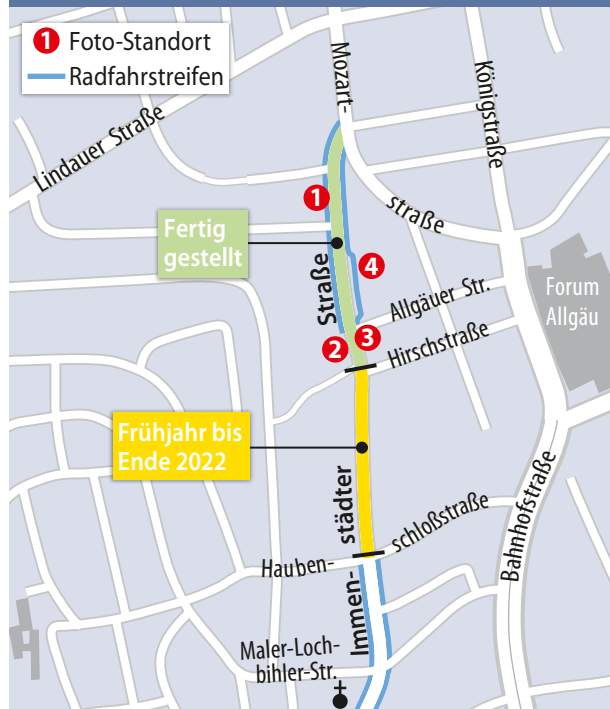 1 Foto-Standort
Radfahrstreifen
Mozart-
straße
Königstraße
Lindauer Straße
1
Fertig
gestellt
4
Straße
Allgäuer Str.
Forum
Allgäu
2
3
Hirschstraße
Frühjahr bis
Ende 2022
städter
Immen-
Hauben-
schloßstraße
Bahnhofstraße
Maler-Loch-
bihler-Str.